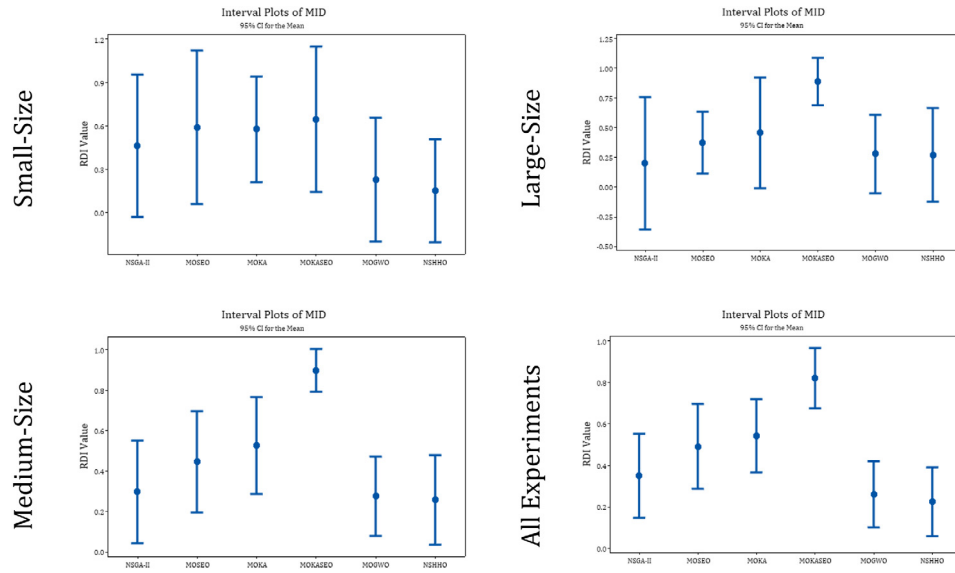 Small-Size
Interval Plots of MID
95% CI for the Mean
RDI Value
1.2
0.9
0.6
0.3
0.0
NSGA-II MOSEO MOKA MOKASEO MOGWO NSHHO
Large-Size
Interval Plots of MID
95% CI for the Mean
RDI Value
1.25
1.00
0.75
0.50
0.25
0.00
-0.25
-0.50
NSGA-II MOSEO MOKA MOKASEO MOGWO NSHHO
Medium-Size
Interval Plots of MID
95% CI for the Mean
RDI Value
1.0
0.8
0.6
0.4
0.2
0.0
NSGA-II MOSEO MOKA MOKASEO MOGWO NSHHO
All Experiments
Interval Plots of MID
95% CI for the Mean
RDI Value
1.0
0.8
0.6
0.4
0.2
0.0
NSGA-II MOSEO MOKA MOKASEO MOGWO NSHHO